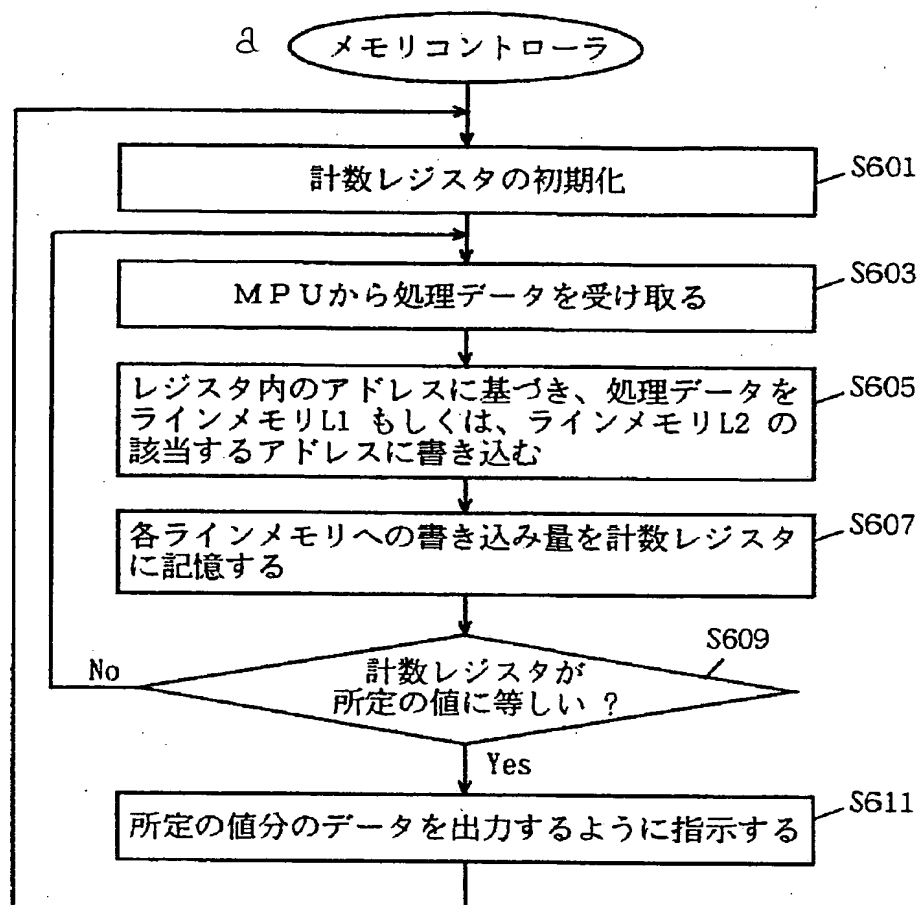 a
メモリコントローラ
計数レジスタの初期化
S601
MPUから処理データを受け取る
S603
レジスタ内のアドレスに基づき、処理データを
ラインメモリL1 もしくは、ラインメモリL2 の
該当するアドレスに書き込む
S605
各ラインメモリへの書き込み量を計数レジスタ
に記憶する
S607
計数レジスタが
所定の値に等しい ?
S609
No
Yes
所定の値分のデータを出力するように指示する
S611